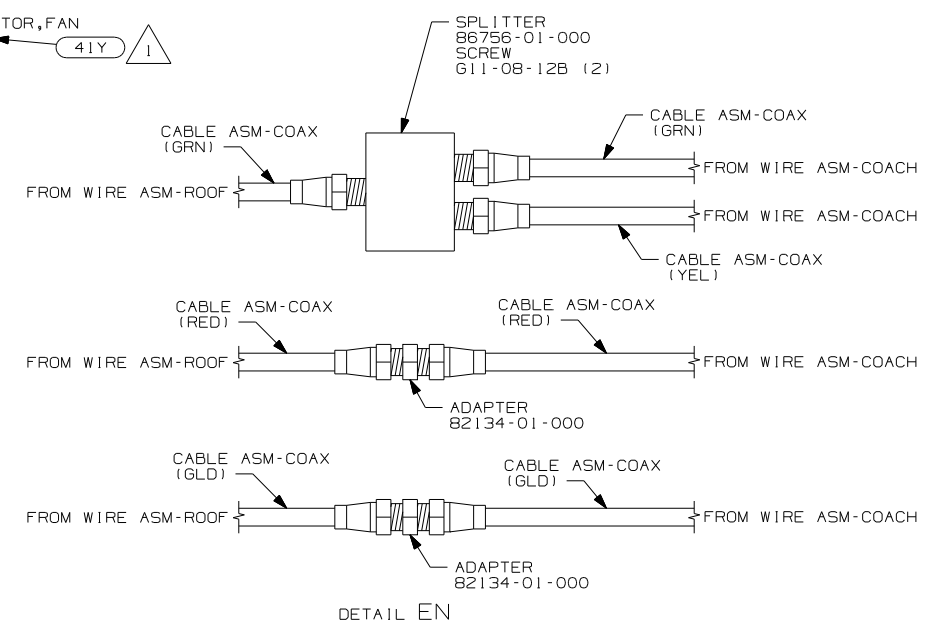 TOR,FAN
41Y
1
SPLITTER
86756-01-000
SCREW
G11-08-12B (2)
CABLE ASM-COAX
(GRN)
CABLE ASM-COAX
(GRN)
FROM WIRE ASM-ROOF
FROM WIRE ASM-COACH
FROM WIRE ASM-COACH
CABLE ASM-COAX
(YEL)
CABLE ASM-COAX
(RED)
CABLE ASM-COAX
(RED)
FROM WIRE ASM-ROOF
FROM WIRE ASM-COACH
ADAPTER
82134-01-000
CABLE ASM-COAX
(GLD)
CABLE ASM-COAX
(GLD)
FROM WIRE ASM-ROOF
FROM WIRE ASM-COACH
ADAPTER
82134-01-000
DETAIL EN